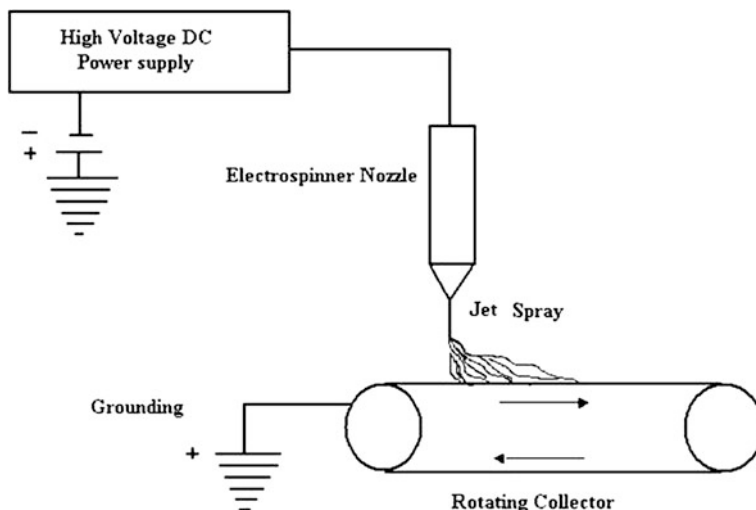 High Voltage DC
Power supply
−
+
Electrospinner Nozzle
Jet Spray
Grounding
+
Rotating Collector